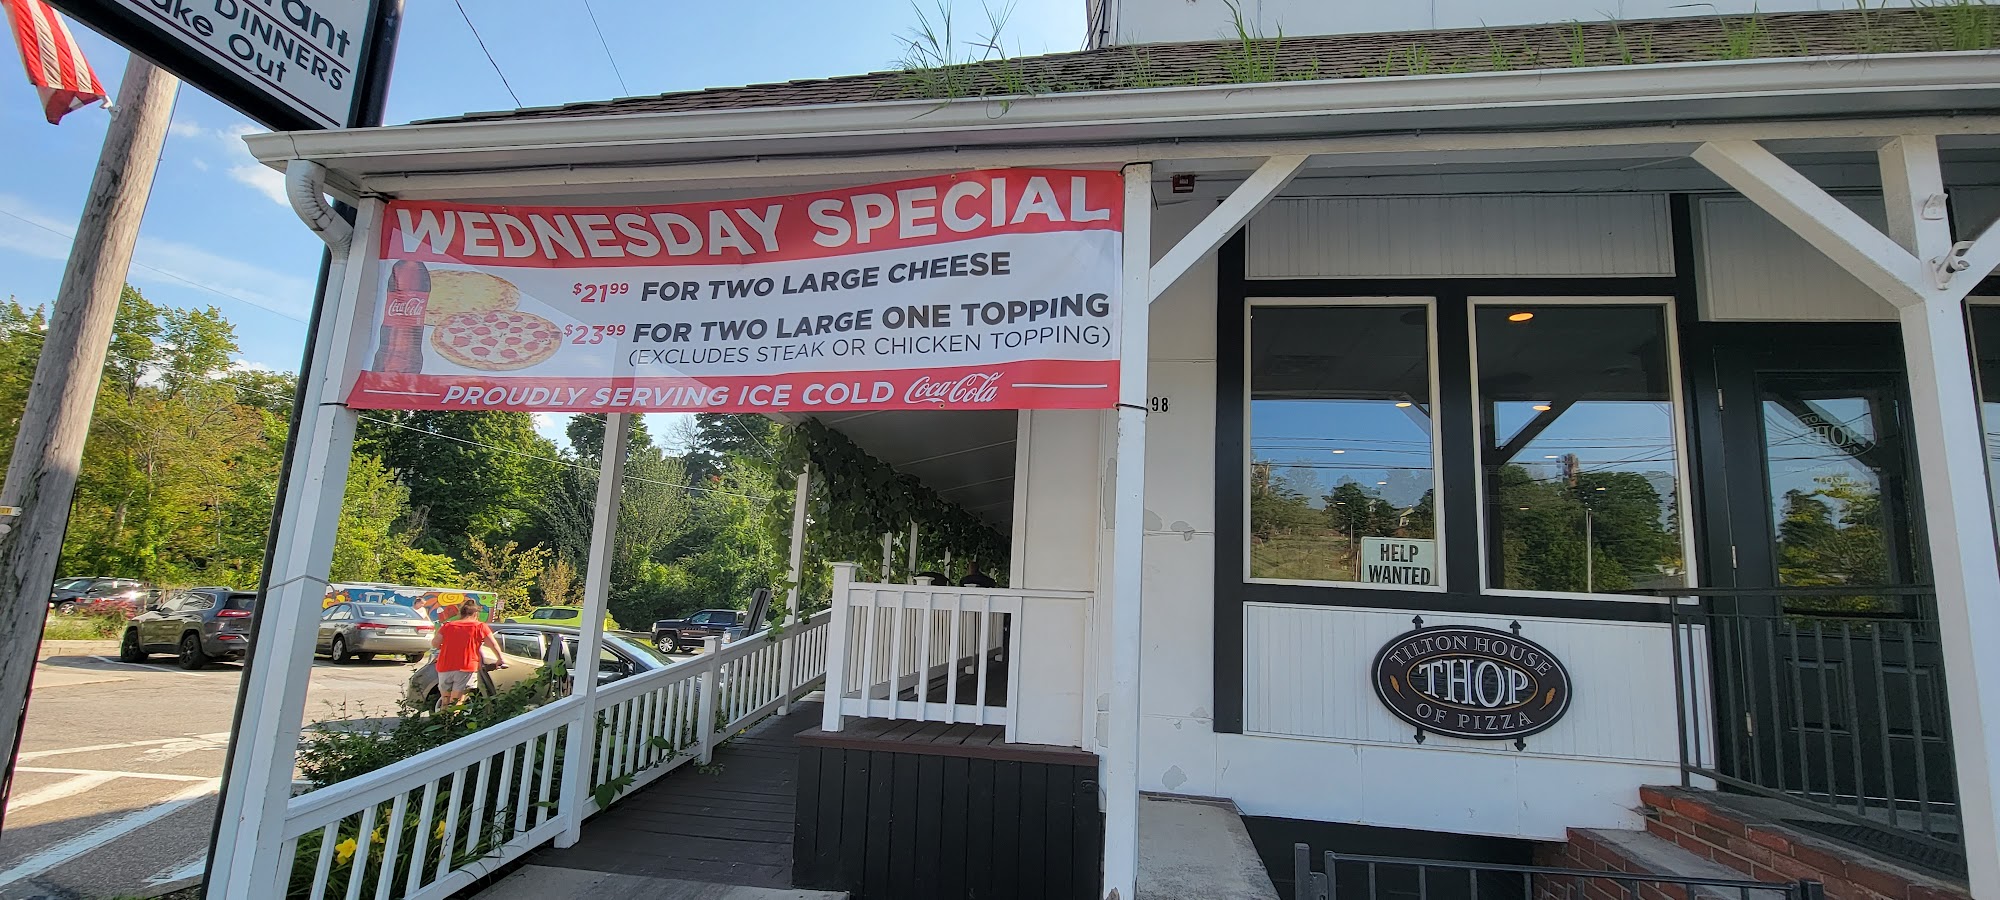 DINNERS
Take Out
WEDNESDAY SPECIAL
$21.99 FOR TWO LARGE CHEESE
$23.99 FOR TWO LARGE ONE TOPPING
(EXCLUDES STEAK OR CHICKEN TOPPING)
PROUDLY SERVING ICE COLD Coca-Cola
Coca-Cola
98
HELP
WANTED
TILTON HOUSE
THOP
OF PIZZA
THOP